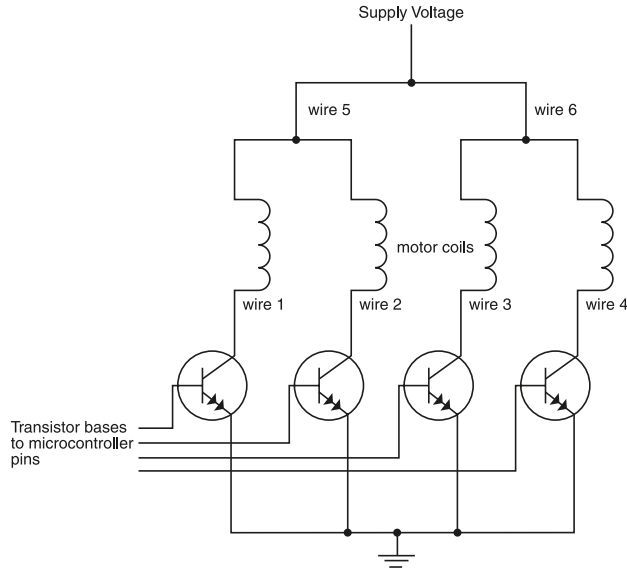 Supply Voltage
wire 5
wire 6
motor coils
wire 1
wire 2
wire 3
wire 4
Transistor bases
to microcontroller
pins